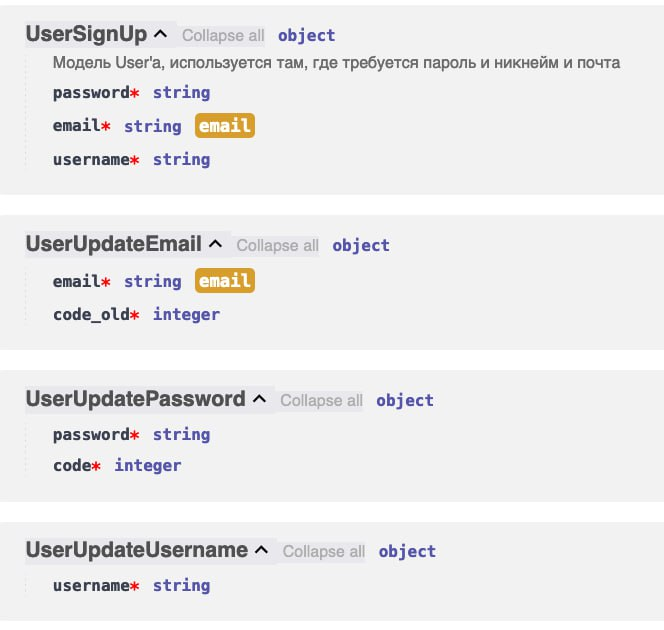 UserSignUp Collapse all object
Модель User'а, используется там, где требуется пароль и никнейм и почта
password* string
email* string email
username* string
UserUpdateEmail Collapse all object
email* string email
code_old* integer
UserUpdatePassword Collapse all object
password* string
code* integer
UserUpdateUsername Collapse all object
username* string